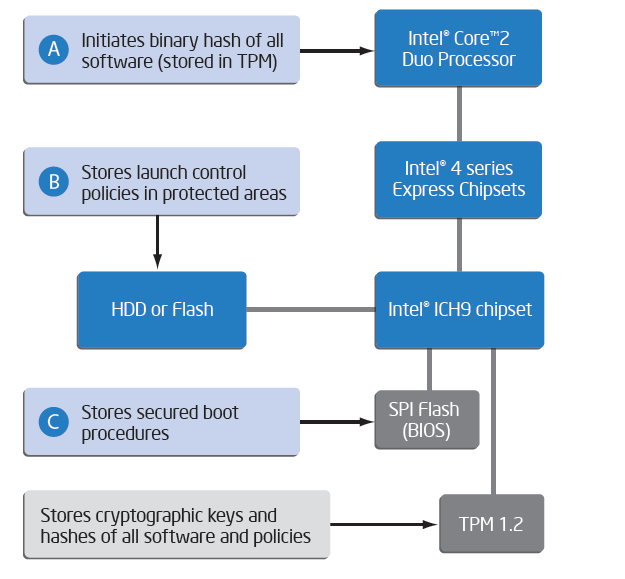 A
Initiates binary hash of all
software (stored in TPM)
Intel® Core™2
Duo Processor
B
Stores launch control
policies in protected areas
Intel® 4 series
Express Chipsets
HDD or Flash
Intel® ICH9 chipset
C
Stores secured boot
procedures
SPI Flash
(BIOS)
Stores cryptographic keys and
hashes of all software and policies
TPM 1.2